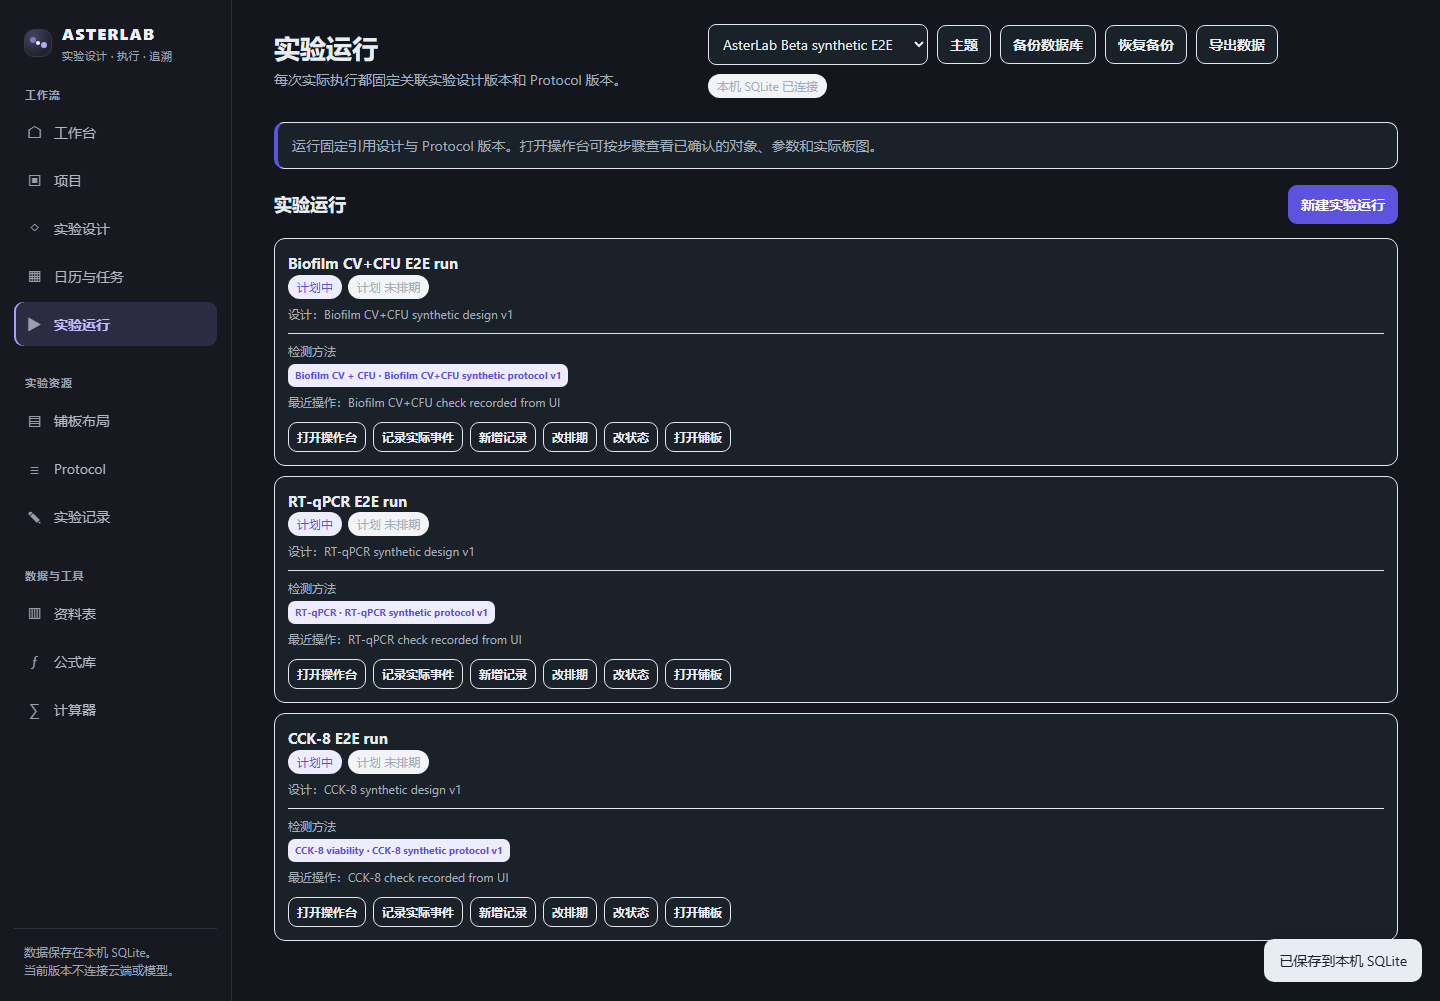 ASTERLAB
实验设计 · 执行 · 追溯
工作流
工作台
项目
实验设计
日历与任务
实验运行
实验资源
铺板布局
Protocol
实验记录
数据与工具
资料表
公式库
计算器
数据保存在本机 SQLite。
当前版本不连接云端或模型。
实验运行
每次实际执行都固定关联实验设计版本和 Protocol 版本。
AsterLab Beta synthetic E2E
主题
备份数据库
恢复备份
导出数据
本机 SQLite 已连接
运行固定引用设计与 Protocol 版本。打开操作台可按步骤查看已确认的对象、参数和实际板图。
实验运行
新建实验运行
Biofilm CV+CFU E2E run
计划中 计划 未排期
设计：Biofilm CV+CFU synthetic design v1
检测方法
Biofilm CV + CFU · Biofilm CV+CFU synthetic protocol v1
最近操作：Biofilm CV+CFU check recorded from UI
打开操作台 记录实际事件 新增记录 改排期 改状态 打开铺板
RT-qPCR E2E run
计划中 计划 未排期
设计：RT-qPCR synthetic design v1
检测方法
RT-qPCR · RT-qPCR synthetic protocol v1
最近操作：RT-qPCR check recorded from UI
打开操作台 记录实际事件 新增记录 改排期 改状态 打开铺板
CCK-8 E2E run
计划中 计划 未排期
设计：CCK-8 synthetic design v1
检测方法
CCK-8 viability · CCK-8 synthetic protocol v1
最近操作：CCK-8 check recorded from UI
打开操作台 记录实际事件 新增记录 改排期 改状态 打开铺板
已保存到本机 SQLite